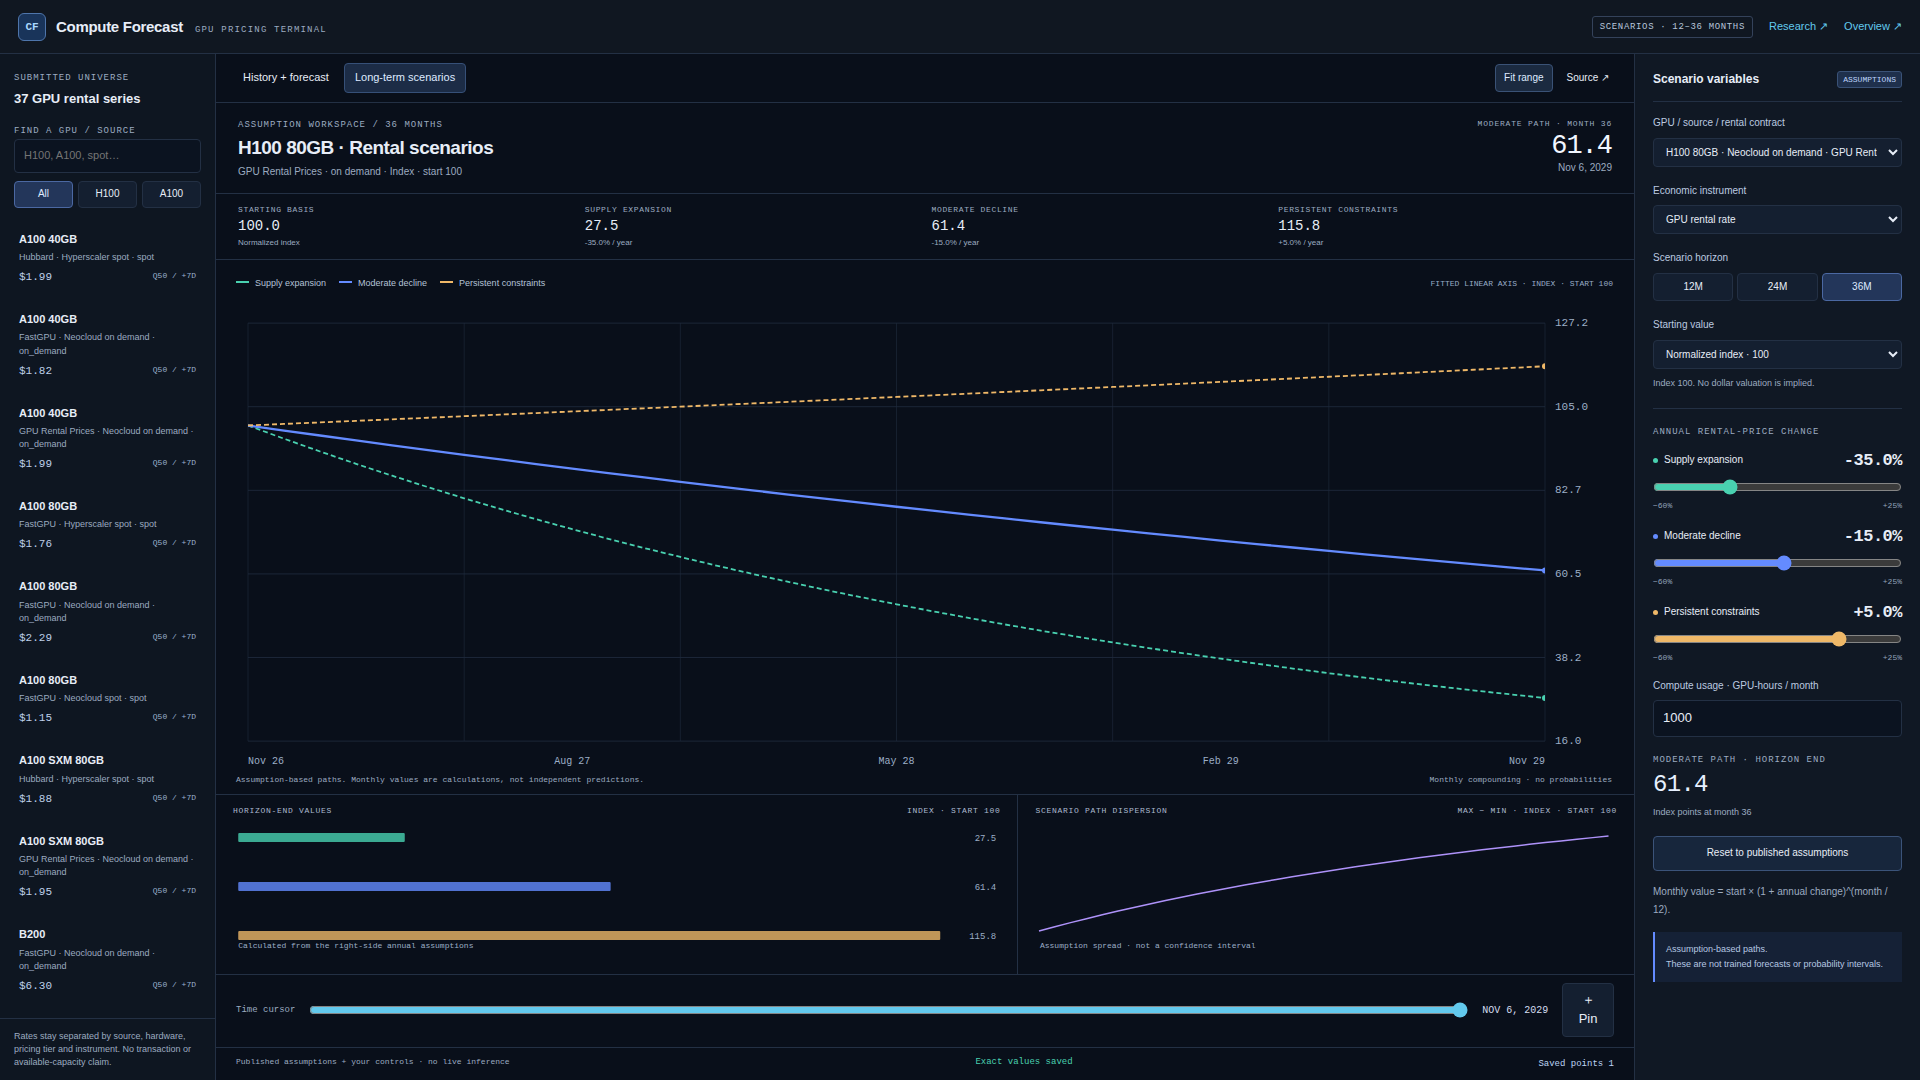 CF Compute Forecast GPU PRICING TERMINAL
SCENARIOS · 12–36 MONTHS Research ↗ Overview ↗
SUBMITTED UNIVERSE
37 GPU rental series
FIND A GPU / SOURCE
H100, A100, spot…
All H100 A100
A100 40GB
Hubbard · Hyperscaler spot · spot
$1.99 Q50 / +7D
A100 40GB
FastGPU · Neocloud on demand ·
on_demand
$1.82 Q50 / +7D
A100 40GB
GPU Rental Prices · Neocloud on demand ·
on_demand
$1.99 Q50 / +7D
A100 80GB
FastGPU · Hyperscaler spot · spot
$1.76 Q50 / +7D
A100 80GB
FastGPU · Neocloud on demand ·
on_demand
$2.29 Q50 / +7D
A100 80GB
FastGPU · Neocloud spot · spot
$1.15 Q50 / +7D
A100 SXM 80GB
Hubbard · Hyperscaler spot · spot
$1.88 Q50 / +7D
A100 SXM 80GB
GPU Rental Prices · Neocloud on demand ·
on_demand
$1.95 Q50 / +7D
B200
FastGPU · Neocloud on demand ·
on_demand
$6.30 Q50 / +7D
Rates stay separated by source, hardware,
pricing tier and instrument. No transaction or
available-capacity claim.
History + forecast Long-term scenarios Fit range Source ↗
ASSUMPTION WORKSPACE / 36 MONTHS
H100 80GB · Rental scenarios
GPU Rental Prices · on demand · Index · start 100
MODERATE PATH · MONTH 36
61.4
Nov 6, 2029
STARTING BASIS
100.0
Normalized index
SUPPLY EXPANSION
27.5
-35.0% / year
MODERATE DECLINE
61.4
-15.0% / year
PERSISTENT CONSTRAINTS
115.8
+5.0% / year
Supply expansion Moderate decline Persistent constraints
FITTED LINEAR AXIS · INDEX · START 100
127.2
105.0
82.7
60.5
38.2
16.0
Nov 26 Aug 27 May 28 Feb 29 Nov 29
Assumption-based paths. Monthly values are calculations, not independent predictions.
Monthly compounding · no probabilities
HORIZON-END VALUES INDEX · START 100
27.5
61.4
115.8
Calculated from the right-side annual assumptions
SCENARIO PATH DISPERSION MAX − MIN · INDEX · START 100
Assumption spread · not a confidence interval
Time cursor NOV 6, 2029
+
Pin
Published assumptions + your controls · no live inference
Exact values saved
Saved points 1
Scenario variables ASSUMPTIONS
GPU / source / rental contract
H100 80GB · Neocloud on demand · GPU Rent
Economic instrument
GPU rental rate
Scenario horizon
12M 24M 36M
Starting value
Normalized index · 100
Index 100. No dollar valuation is implied.
ANNUAL RENTAL-PRICE CHANGE
Supply expansion -35.0%
−60% +25%
Moderate decline -15.0%
−60% +25%
Persistent constraints +5.0%
−60% +25%
Compute usage · GPU-hours / month
1000
MODERATE PATH · HORIZON END
61.4
Index points at month 36
Reset to published assumptions
Monthly value = start × (1 + annual change)^(month /
12).
Assumption-based paths.
These are not trained forecasts or probability intervals.